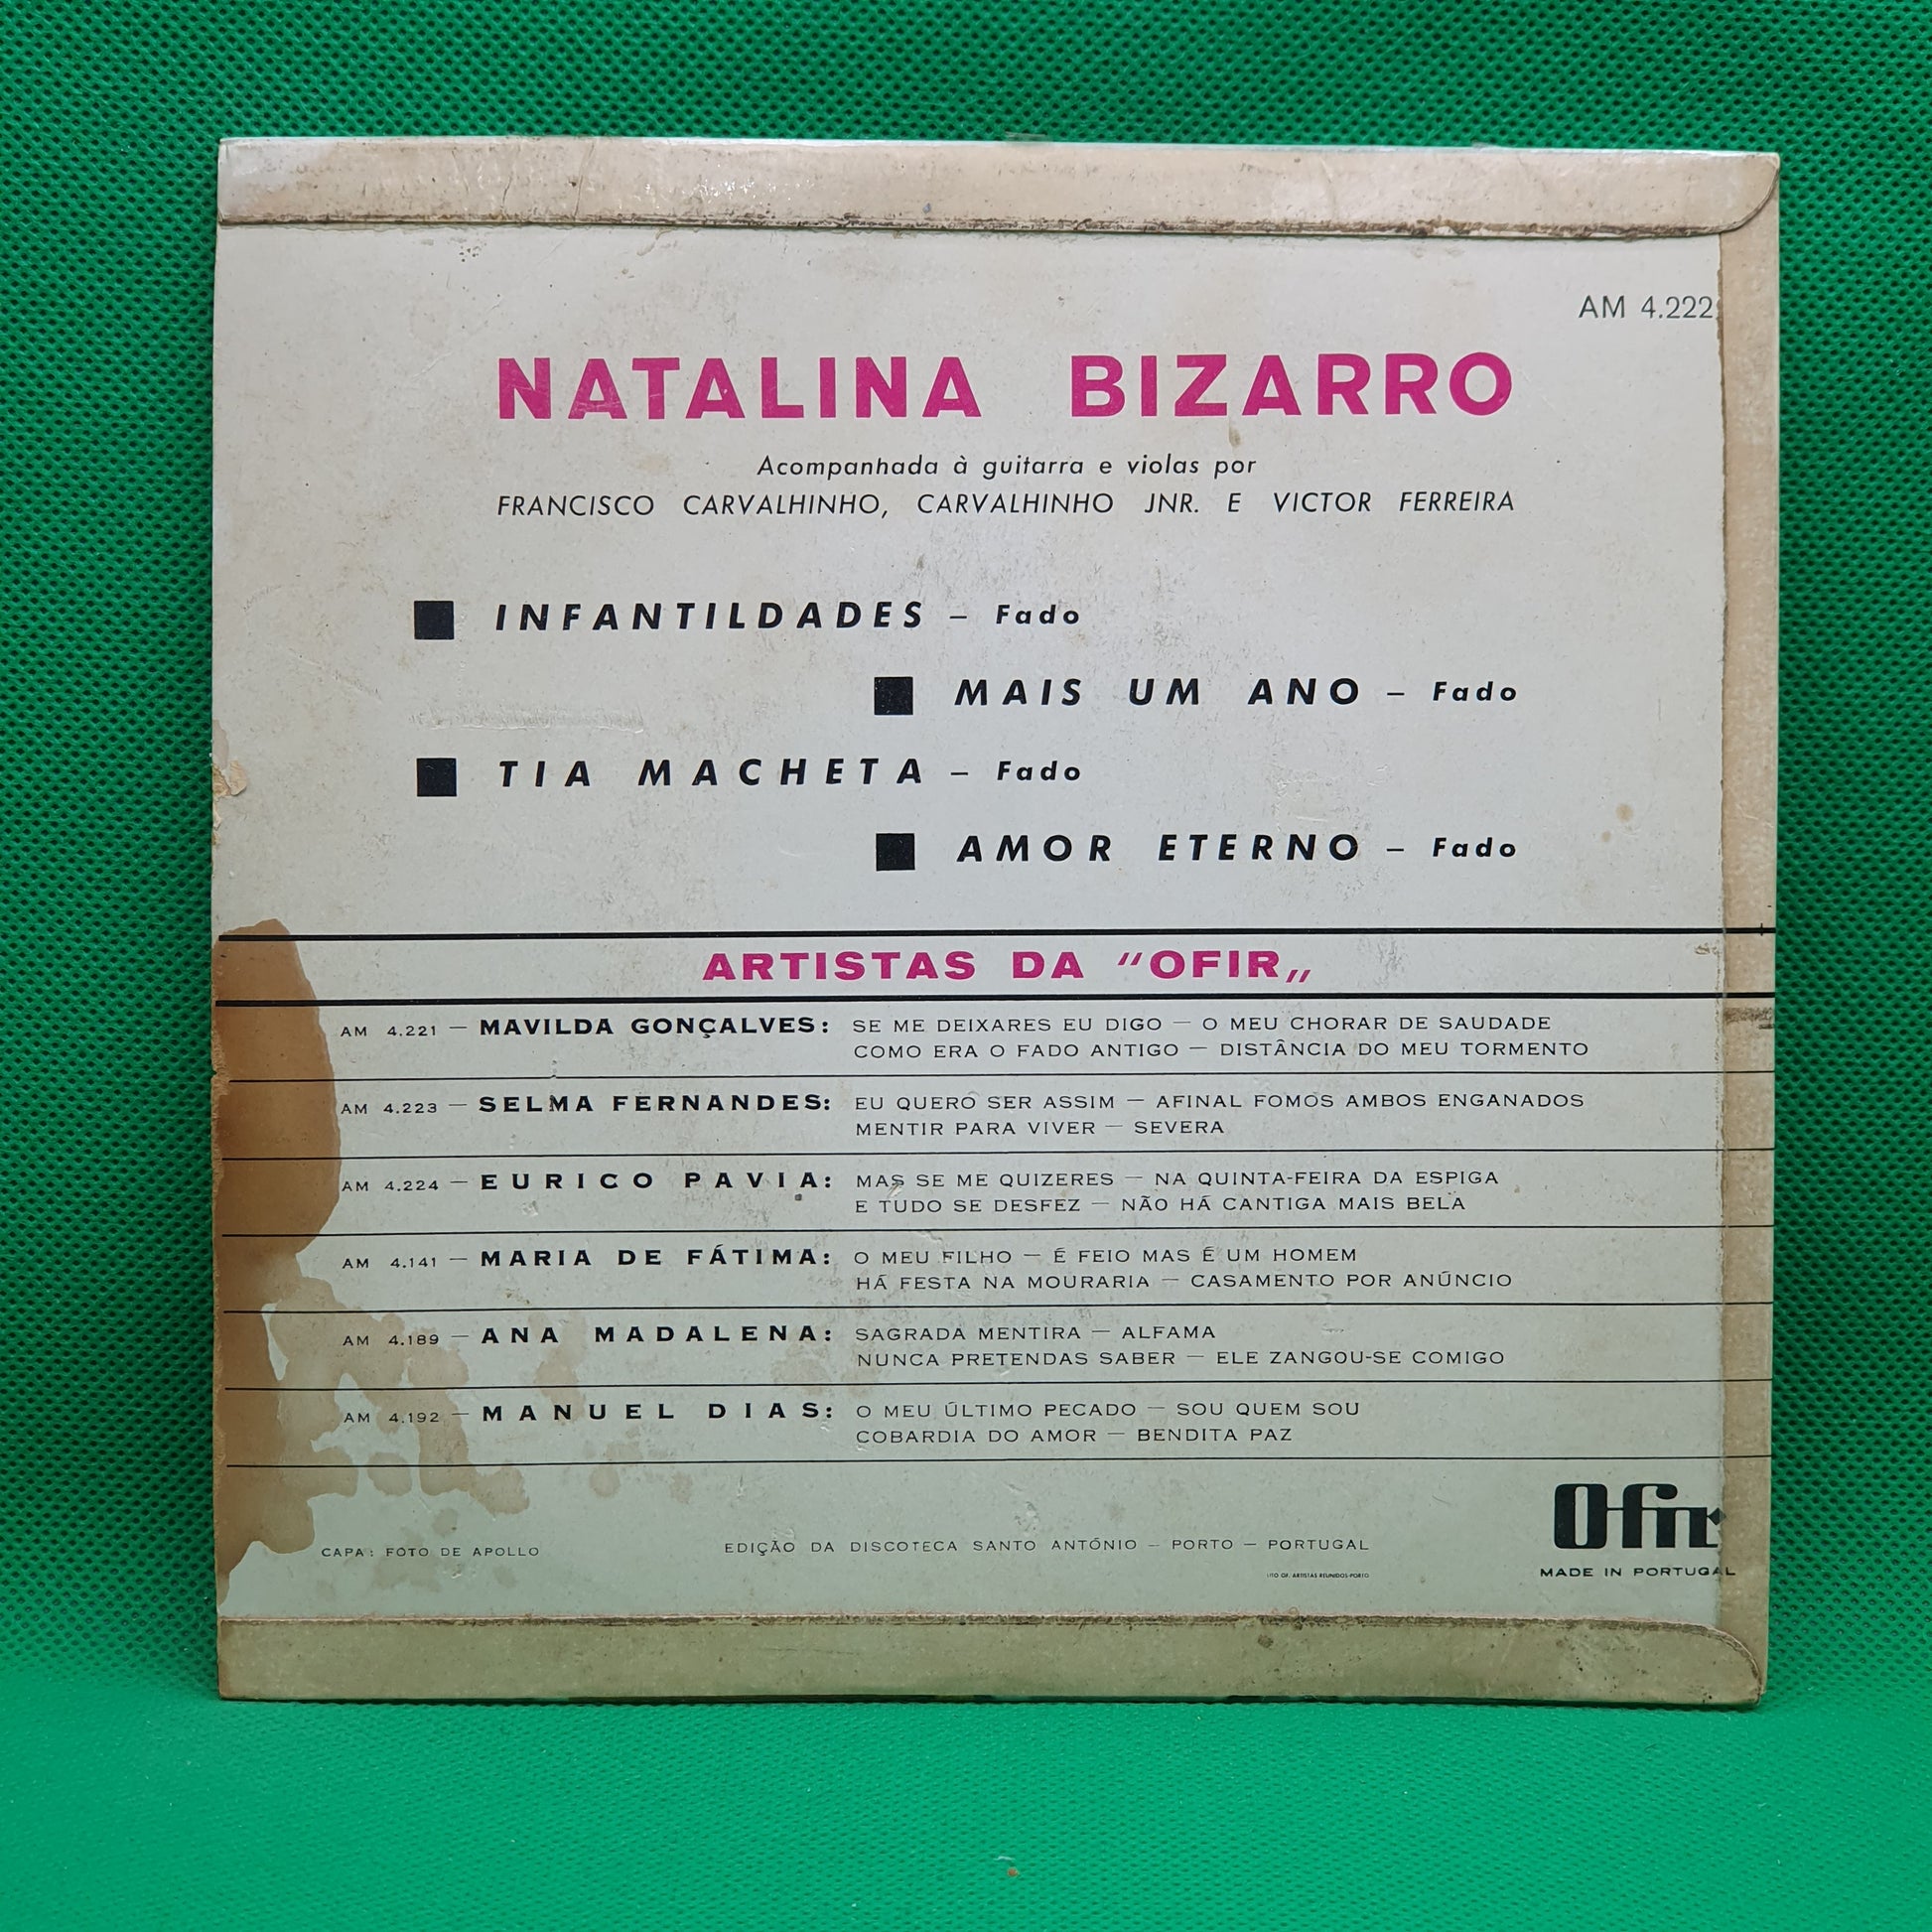 AM 4.222
NATALINA BIZARRO
Acompanhada à guitarra e violas por
FRANCISCO CARVALHINHO, CARVALHINHO JNR. E VICTOR FERREIRA
■ INFANTILDADES – Fado
■ MAIS UM ANO – Fado
■ TIA MACHETA – Fado
■ AMOR ETERNO – Fado
ARTISTAS DA "OFIR„
AM 4.221 — MAVILDA GONÇALVES: SE ME DEIXARES EU DIGO — O MEU CHORAR DE SAUDADE
COMO ERA O FADO ANTIGO — DISTÂNCIA DO MEU TORMENTO
AM 4.223 — SELMA FERNANDES: EU QUERO SER ASSIM — AFINAL FOMOS AMBOS ENGANADOS
MENTIR PARA VIVER — SEVERA
AM 4.224 — EURICO PAVIA: MAS SE ME QUIZERES — NA QUINTA-FEIRA DA ESPIGA
E TUDO SE DESFEZ — NÃO HÁ CANTIGA MAIS BELA
AM 4.141 — MARIA DE FÁTIMA: O MEU FILHO — É FEIO MAS É UM HOMEM
HÁ FESTA NA MOURARIA — CASAMENTO POR ANÚNCIO
AM 4.189 — ANA MADALENA: SAGRADA MENTIRA — ALFAMA
NUNCA PRETENDAS SABER — ELE ZANGOU-SE COMIGO
AM 4.192 — MANUEL DIAS: O MEU ÚLTIMO PECADO — SOU QUEM SOU
COBARDIA DO AMOR — BENDITA PAZ
Ofir
CAPA: FOTO DE APOLLO
EDIÇÃO DA DISCOTECA SANTO ANTÓNIO — PORTO — PORTUGAL
MADE IN PORTUGAL
OF. ARTISTAS REUNIDOS-PORTO